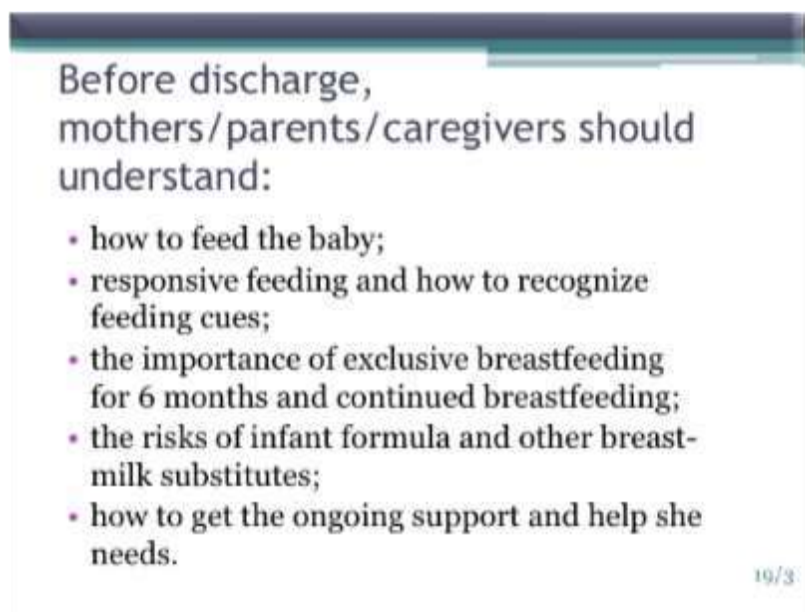 Before discharge,
mothers/parents/caregivers should
understand:
• how to feed the baby;
• responsive feeding and how to recognize
feeding cues;
• the importance of exclusive breastfeeding
for 6 months and continued breastfeeding;
• the risks of infant formula and other breast-
milk substitutes;
• how to get the ongoing support and help she
needs.
19/3